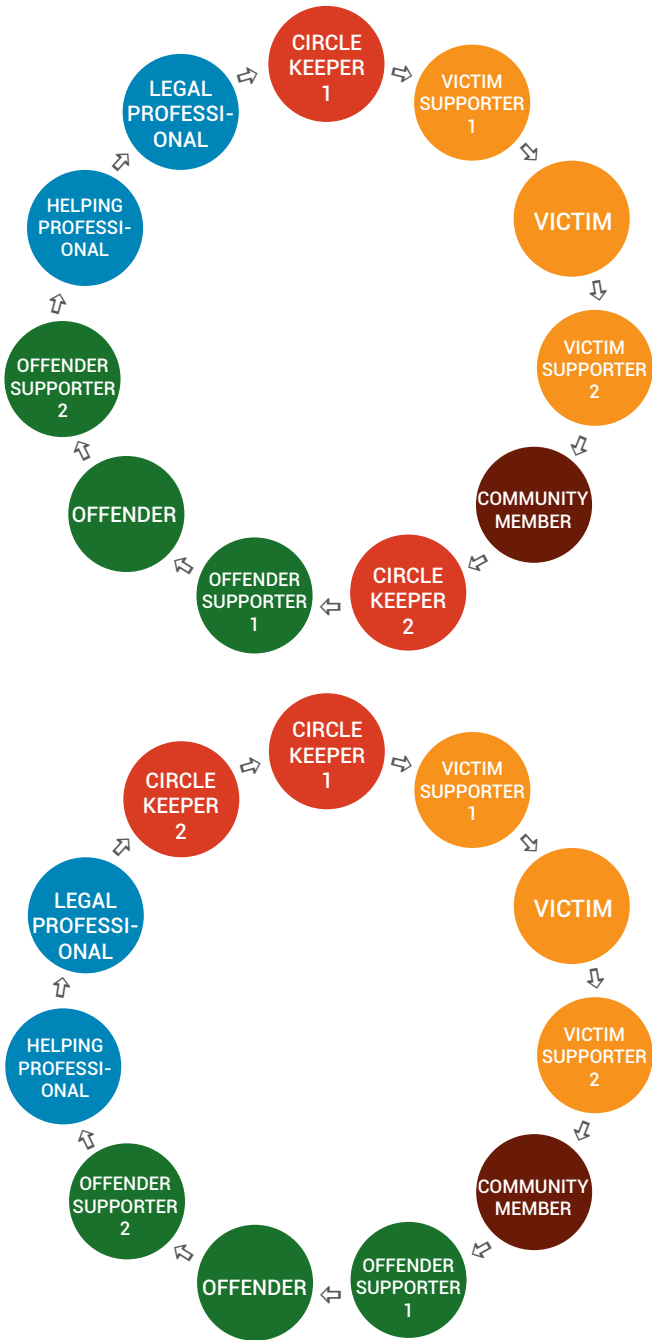 CIRCLE
KEEPER
1
VICTIM
SUPPORTER
1
VICTIM
VICTIM
SUPPORTER
2
COMMUNITY
MEMBER
CIRCLE
KEEPER
2
OFFENDER
SUPPORTER
1
OFFENDER
OFFENDER
SUPPORTER
2
HELPING
PROFESSI-
ONAL
LEGAL
PROFESSI-
ONAL
CIRCLE
KEEPER
1
VICTIM
SUPPORTER
1
VICTIM
VICTIM
SUPPORTER
2
COMMUNITY
MEMBER
OFFENDER
SUPPORTER
1
OFFENDER
OFFENDER
SUPPORTER
2
HELPING
PROFESSI-
ONAL
LEGAL
PROFESSI-
ONAL
CIRCLE
KEEPER
2